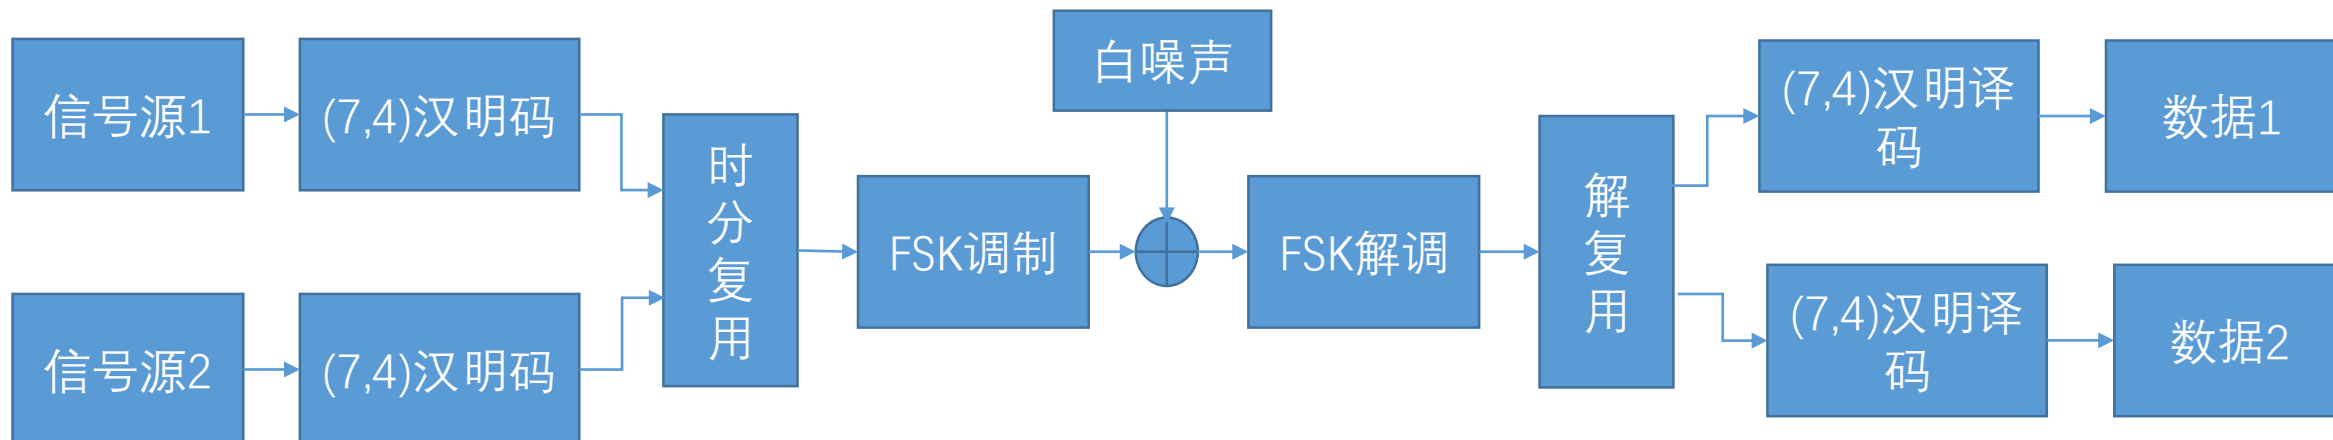 信号源1
(7,4)汉明码
信号源2
(7,4)汉明码
时
分
复
用
FSK调制
白噪声
FSK解调
解
复
用
(7,4)汉明译
码
数据1
(7,4)汉明译
码
数据2